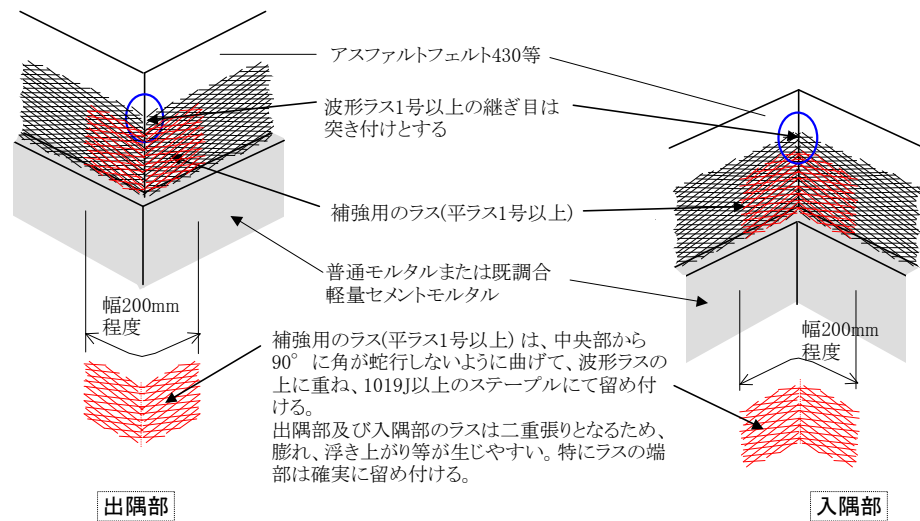 アスファルトフェルト430等
波形ラス1号以上の継ぎ目は
突き付けとする
補強用のラス(平ラス1号以上)
普通モルタルまたは既調合
軽量セメントモルタル
幅200mm
程度
幅200mm
程度
補強用のラス(平ラス1号以上) は、中央部から
90° に角が蛇行しないように曲げて、波形ラスの
上に重ね、1019J以上のステープルにて留め付
ける。
出隅部及び入隅部のラスは二重張りとなるため、
膨れ、浮き上がり等が生じやすい。特にラスの端
部は確実に留め付ける。
出隅部
入隅部